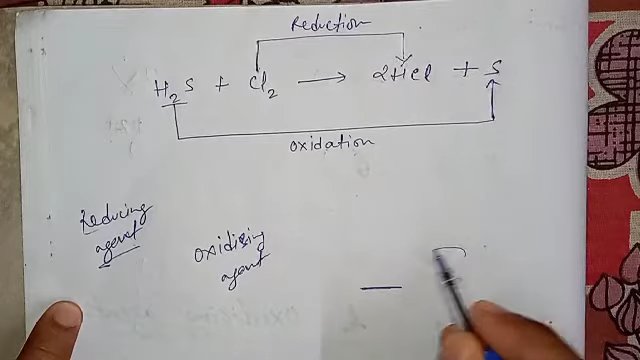 Reduction
H2S + Cl2 → 2HCl + S
oxidation
Reducing
agent
oxidising
agent